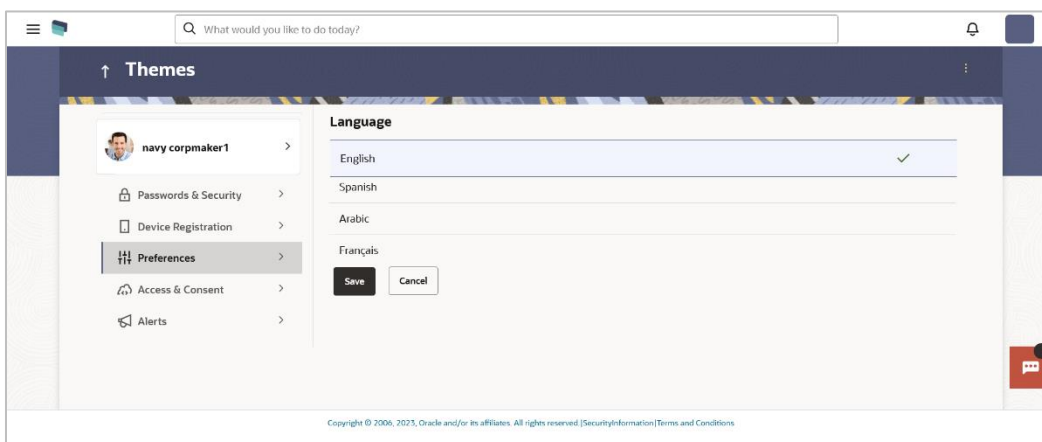 What would you like to do today?
↑ Themes
navy corpmaker1
Passwords & Security
Device Registration
Preferences
Access & Consent
Alerts
Language
English
Spanish
Arabic
Français
Save Cancel
Copyright © 2006, 2023, Oracle and/or its affiliates. All rights reserved.|SecurityInformation|Terms and Conditions